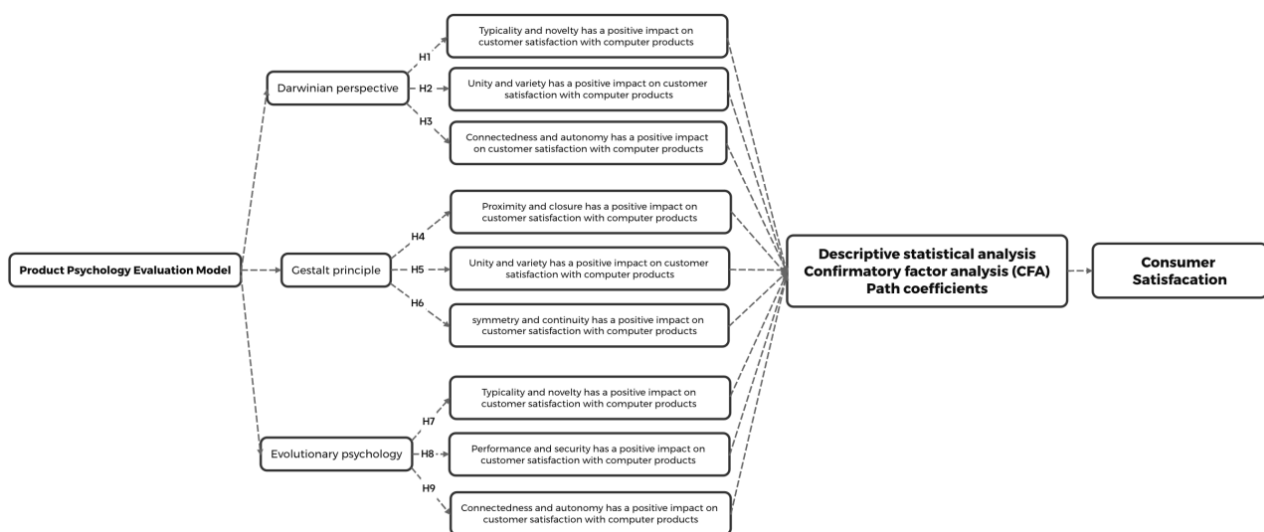 Product Psychology Evaluation Model
Darwinian perspective
H1
Typicality and novelty has a positive impact on
customer satisfaction with computer products
H2
Unity and variety has a positive impact on customer
satisfaction with computer products
H3
Connectedness and autonomy has a positive impact
on customer satisfaction with computer products
Gestalt principle
H4
Proximity and closure has a positive impact on
customer satisfaction with computer products
H5
Unity and variety has a positive impact on customer
satisfaction with computer products
H6
symmetry and continuity has a positive impact on
customer satisfaction with computer products
Evolutionary psychology
H7
Typicality and novelty has a positive impact on
customer satisfaction with computer products
H8
Performance and security has a positive impact on
customer satisfaction with computer products
H9
Connectedness and autonomy has a positive impact on
customer satisfaction with computer products
Descriptive statistical analysis
Confirmatory factor analysis (CFA)
Path coefficients
Consumer
Satisfacation